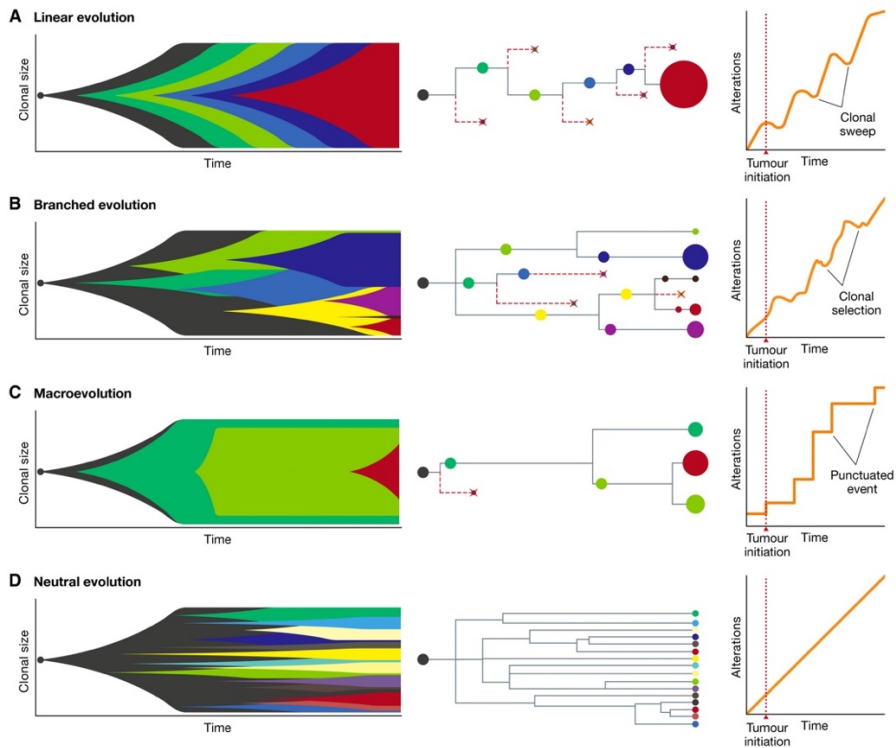 A Linear evolution
Clonal size
Time
Alterations
Clonal
sweep
Tumour
initiation
Time
B Branched evolution
Clonal size
Time
Alterations
Clonal
selection
Tumour
initiation
Time
C Macroevolution
Clonal size
Time
Alterations
Punctuated
event
Tumour
initiation
Time
D Neutral evolution
Clonal size
Time
Alterations
Tumour
initiation
Time